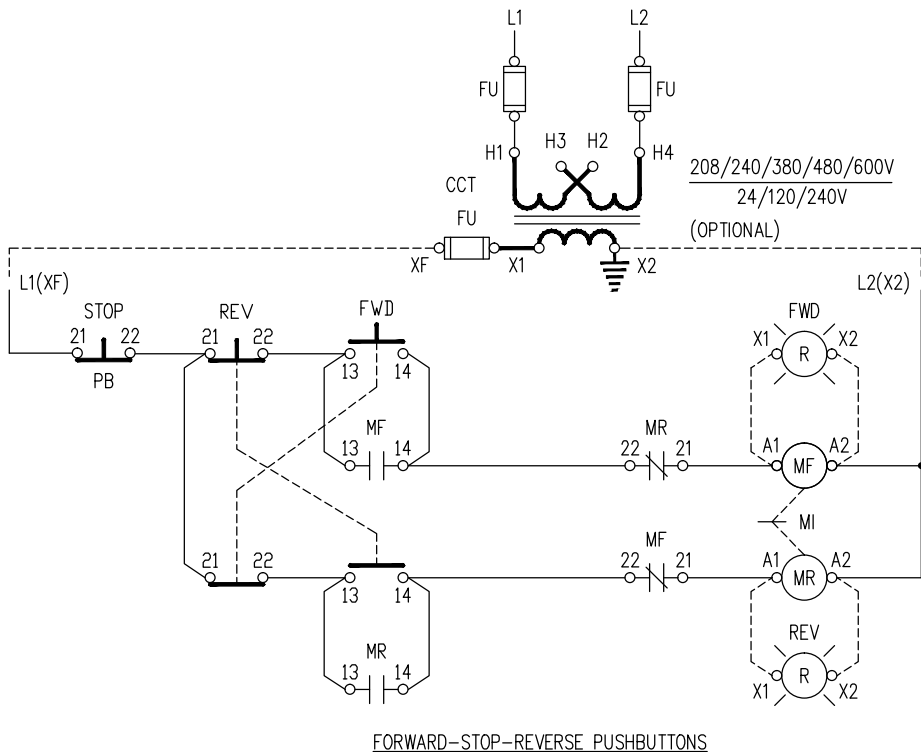 L1 L2
FU FU
H1 H3 H2 H4
208/240/380/480/600V
24/120/240V
(OPTIONAL)
CCT
FU
XF X1 X2
L1(XF) L2(X2)
STOP REV FWD FWD
21 22 21 22 13 14 X1 R X2
PB
MF MR
13 14 22 21 A1 MF A2
MI
21 22 13 14 MF 22 21 A1 MR A2
MR REV
13 14 X1 R X2
FORWARD-STOP-REVERSE PUSHBUTTONS